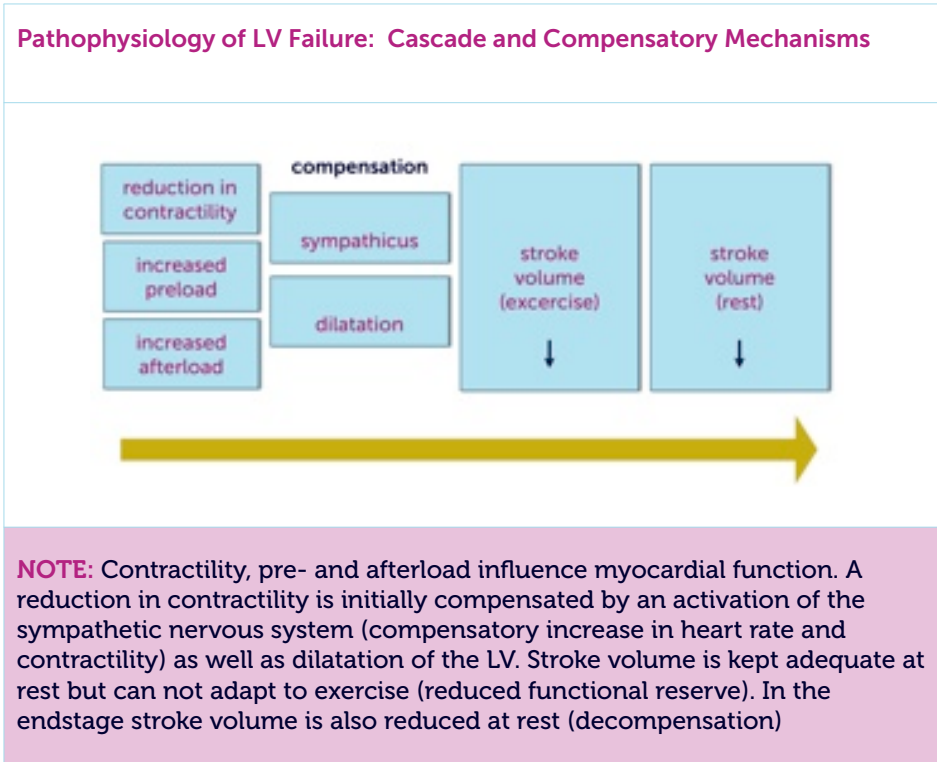 Pathophysiology of LV Failure: Cascade and Compensatory Mechanisms
reduction in
contractility
increased
preload
increased
afterload
compensation
sympathicus
dilatation
stroke
volume
(excercise)
stroke
volume
(rest)
NOTE: Contractility, pre- and afterload influence myocardial function. A
reduction in contractility is initially compensated by an activation of the
sympathetic nervous system (compensatory increase in heart rate and
contractility) as well as dilatation of the LV. Stroke volume is kept adequate at
rest but can not adapt to exercise (reduced functional reserve). In the
endstage stroke volume is also reduced at rest (decompensation)